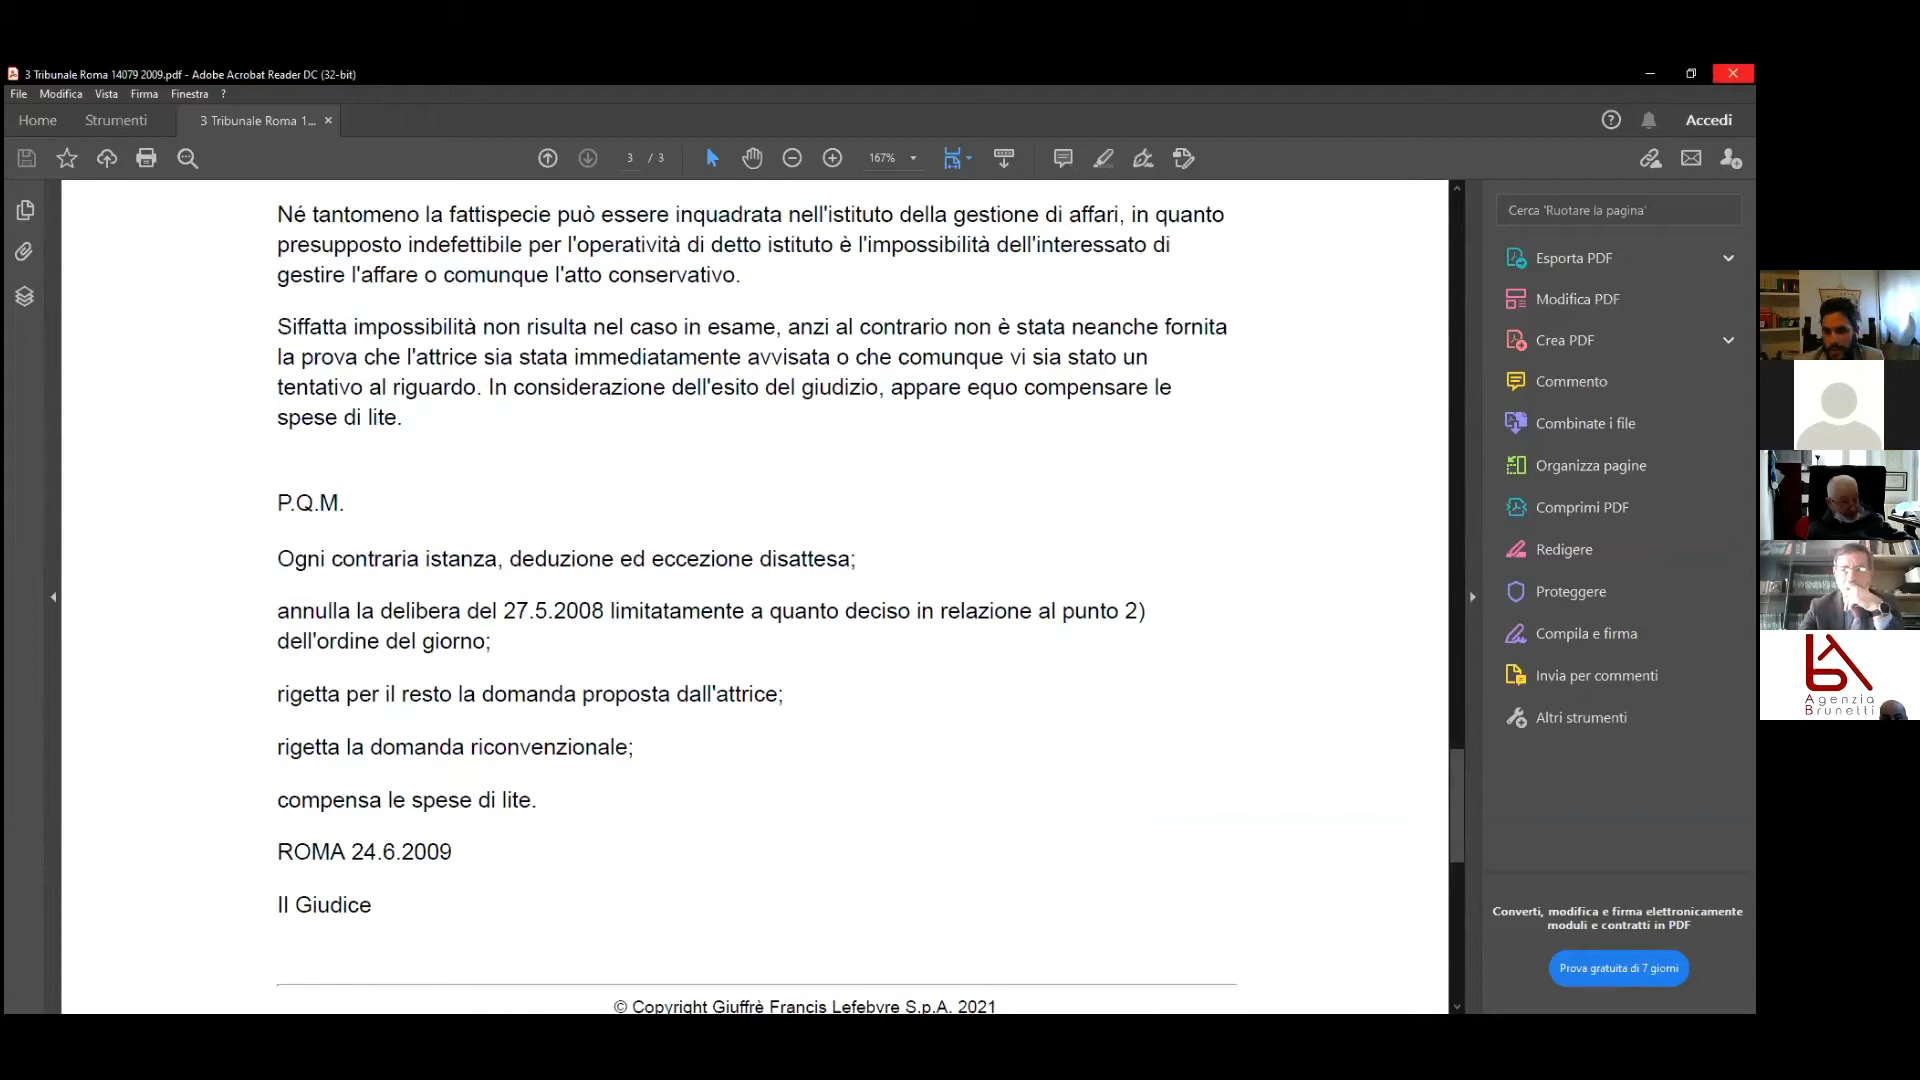 3 Tribunale Roma 14079 2009.pdf - Adobe Acrobat Reader DC (32-bit)
File Modifica Vista Firma Finestra ?
Home Strumenti 3 Tribunale Roma 1... × Accedi
3 / 3 167%
Né tantomeno la fattispecie può essere inquadrata nell'istituto della gestione di affari, in quanto
presupposto indefettibile per l'operatività di detto istituto è l'impossibilità dell'interessato di
gestire l'affare o comunque l'atto conservativo.
Siffatta impossibilità non risulta nel caso in esame, anzi al contrario non è stata neanche fornita
la prova che l'attrice sia stata immediatamente avvisata o che comunque vi sia stato un
tentativo al riguardo. In considerazione dell'esito del giudizio, appare equo compensare le
spese di lite.
P.Q.M.
Ogni contraria istanza, deduzione ed eccezione disattesa;
annulla la delibera del 27.5.2008 limitatamente a quanto deciso in relazione al punto 2)
dell'ordine del giorno;
rigetta per il resto la domanda proposta dall'attrice;
rigetta la domanda riconvenzionale;
compensa le spese di lite.
ROMA 24.6.2009
Il Giudice
© Copyright Giuffrè Francis Lefebvre S.p.A. 2021
Cerca 'Ruotare la pagina'
Esporta PDF
Modifica PDF
Crea PDF
Commento
Combinate i file
Organizza pagine
Comprimi PDF
Redigere
Proteggere
Compila e firma
Invia per commenti
Altri strumenti
Converti, modifica e firma elettronicamente
moduli e contratti in PDF
Prova gratuita di 7 giorni
bA
Agenzia
Brunetti